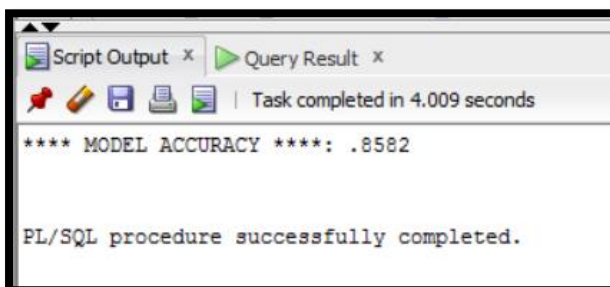 Script Output x Query Result x
Task completed in 4.009 seconds
**** MODEL ACCURACY ****: .8582
PL/SQL procedure successfully completed.